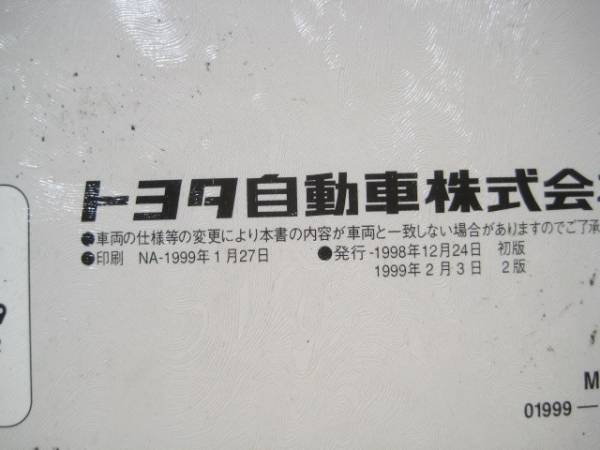 トヨタ自動車株式会
●車両の仕様等の変更により本書の内容が車両と一致しない場合がありますのでご了承
●印刷 NA-1999年1月27日 ●発行-1998年12月24日 初版
1999年2月3日 2版
9
M
01999—